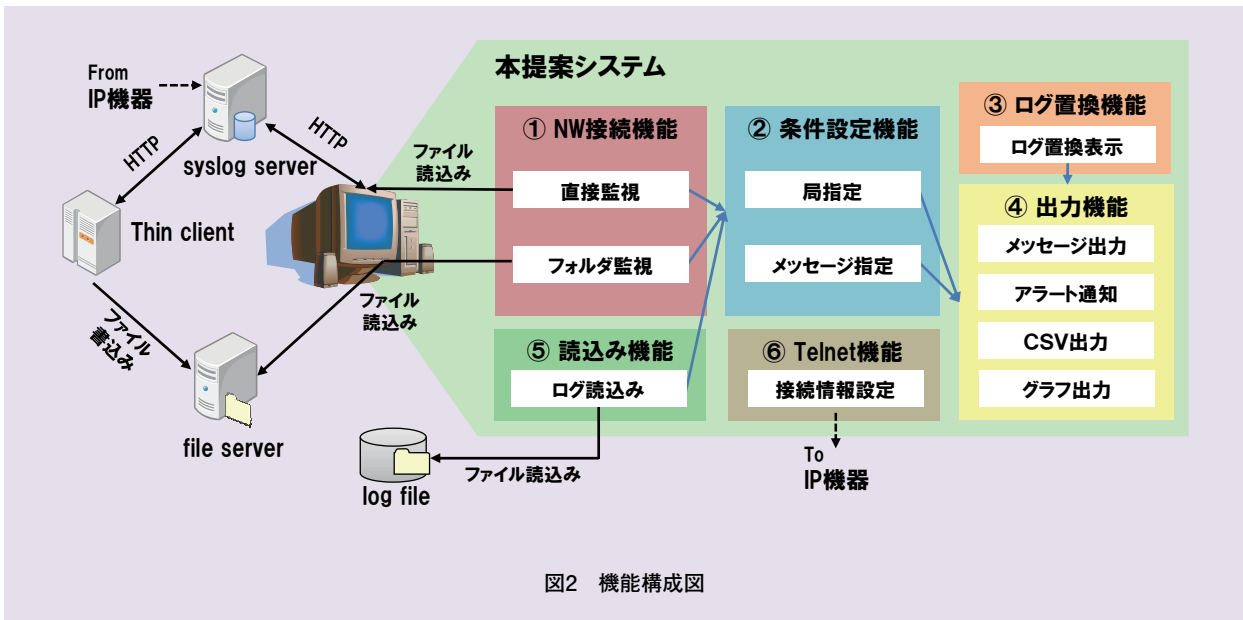 本提案システム
From
IP機器
HTTP
HTTP
syslog server
Thin client
ファイル
書込み
file server
ファイル
読込み
ファイル
読込み
① NW接続機能
直接監視
フォルダ監視
② 条件設定機能
局指定
メッセージ指定
③ ログ置換機能
ログ置換表示
④ 出力機能
メッセージ出力
アラート通知
CSV出力
グラフ出力
⑤ 読込み機能
ログ読込み
⑥ Telnet機能
接続情報設定
ファイル読込み
log file
To
IP機器
図2 機能構成図